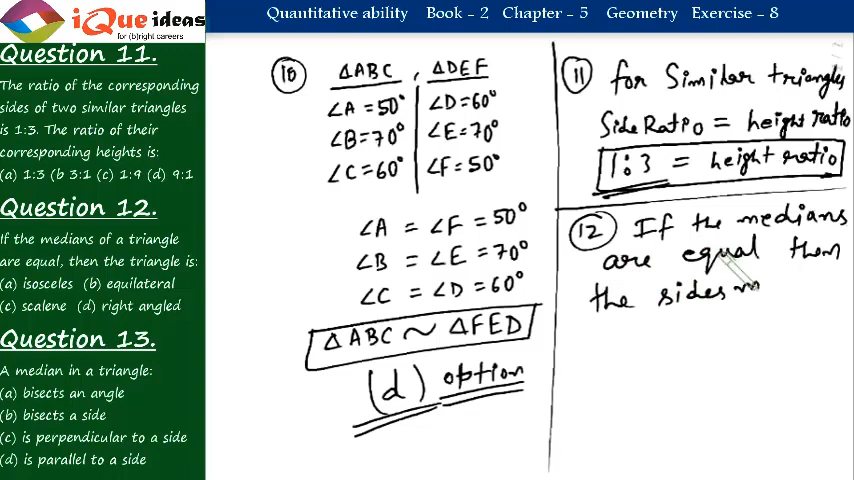 iQue ideas
for (b)right careers
Quantitative ability Book – 2 Chapter – 5 Geometry Exercise – 8
Question 11.
The ratio of the corresponding
sides of two similar triangles
is 1:3. The ratio of their
corresponding heights is:
(a) 1:3 (b 3:1 (c) 1:9 (d) 9:1
Question 12.
If the medians of a triangle
are equal, then the triangle is:
(a) isosceles (b) equilateral
(c) scalene (d) right angled
Question 13.
A median in a triangle:
(a) bisects an angle
(b) bisects a side
(c) is perpendicular to a side
(d) is parallel to a side
10 ΔABC , ΔDEF
∠A = 50° ∠D = 60°
∠B = 70° ∠E = 70°
∠C = 60° ∠F = 50°
∠A = ∠F = 50°
∠B = ∠E = 70°
∠C = ∠D = 60°
ΔABC ~ ΔFED
(d) option
11 for Similar triangles
Side Ratio = height ratio
1:3 = height ratio
12 If the medians
are equal then
the sides